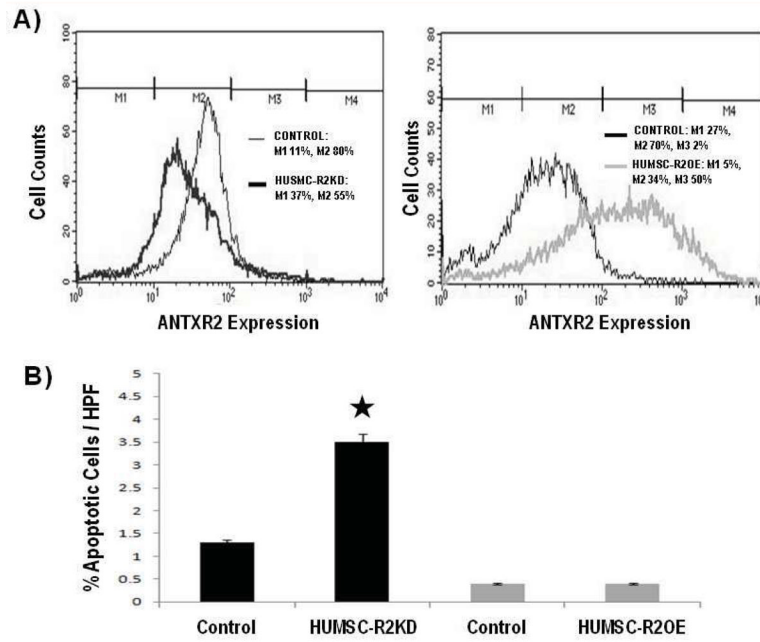 A)
100
80
60
40
20
0
Cell Counts
M1 M2 M3 M4
CONTROL:
M1 11%, M2 80%
HUSMC-R2KD:
M1 37%, M2 55%
10^0 10^1 10^2 10^3 10^4
ANTXR2 Expression
80
70
60
50
40
30
20
10
0
Cell Counts
M1 M2 M3 M4
CONTROL: M1 27%,
M2 70%, M3 2%
HUMSC-R2OE: M1 5%,
M2 34%, M3 50%
10^0 10^1 10^2 10^3
ANTXR2 Expression
B)
% Apoptotic Cells / HPF
5
4.5
4
3.5
3
2.5
2
1.5
1
0.5
0
Control HUMSC-R2KD Control HUMSC-R2OE